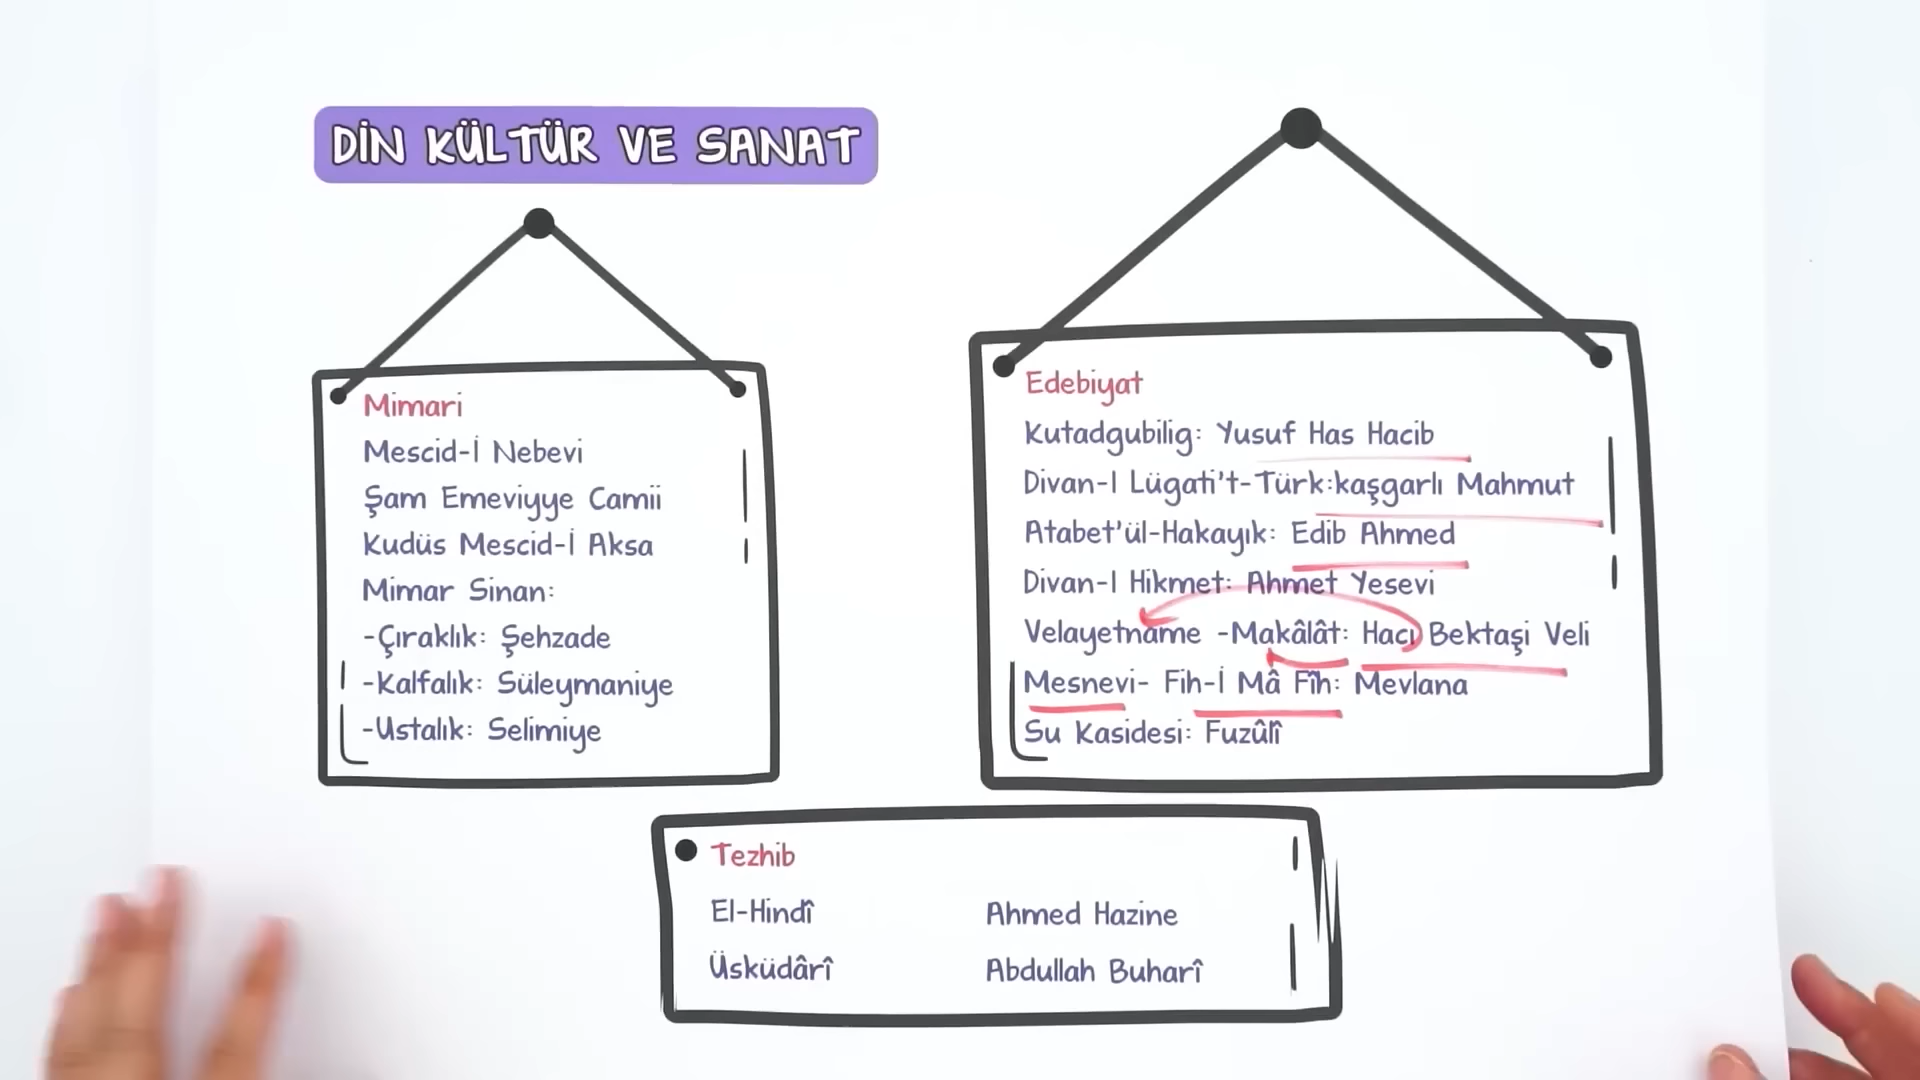 DİN KÜLTÜR VE SANAT
Mimari
Mescid-İ Nebevi
Şam Emeviyye Camii
Kudüs Mescid-İ Aksa
Mimar Sinan:
-Çıraklık: Şehzade
-Kalfalık: Süleymaniye
-Ustalık: Selimiye
Edebiyat
Kutadgubilig: Yusuf Has Hacib
Divan-I Lügati't-Türk:kaşgarlı Mahmut
Atabet'ül-Hakayık: Edib Ahmed
Divan-I Hikmet: Ahmet Yesevi
Velayetname -Makâlât: Hacı Bektaşi Veli
Mesnevi- Fih-İ Mâ Fîh: Mevlana
Su Kasidesi: Fuzûlî
Tezhib
El-Hindî
Ahmed Hazine
Üsküdârî
Abdullah Buharî